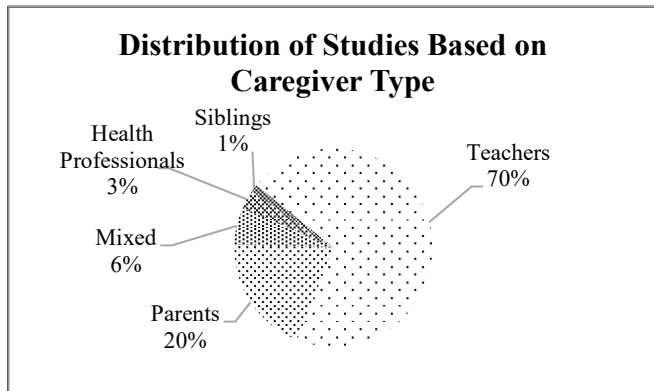 Distribution of Studies Based on
Caregiver Type
Siblings
1%
Health
Professionals
3%
Teachers
70%
Mixed
6%
Parents
20%